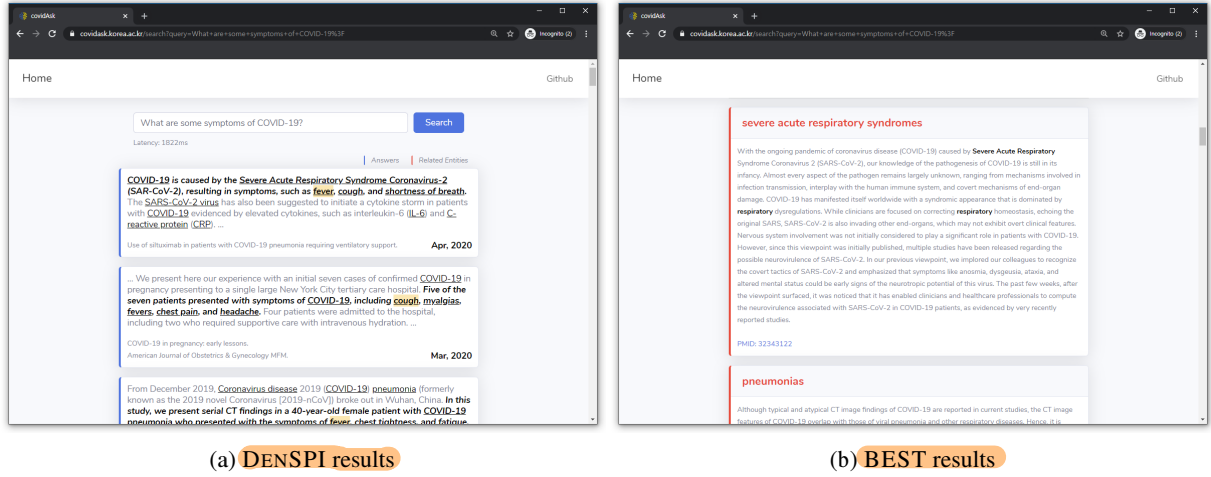 covidAsk
covidask.korea.ac.kr/search?query=What+are+some+symptoms+of+COVID-19%3F
Incognito (2)
Home
Github
What are some symptoms of COVID-19?
Search
Latency: 1822ms
Answers
Related Entities
COVID-19 is caused by the Severe Acute Respiratory Syndrome Coronavirus-2
(SAR-CoV-2), resulting in symptoms, such as fever, cough, and shortness of breath.
The SARS-CoV-2 virus has also been suggested to initiate a cytokine storm in patients
with COVID-19 evidenced by elevated cytokines, such as interleukin-6 (IL-6) and C-
reactive protein (CRP). ...
Use of siltuximab in patients with COVID-19 pneumonia requiring ventilatory support.
Apr, 2020
... We present here our experience with an initial seven cases of confirmed COVID-19 in
pregnancy presenting to a single large New York City tertiary care hospital. Five of the
seven patients presented with symptoms of COVID-19, including cough, myalgias,
fevers, chest pain, and headache. Four patients were admitted to the hospital,
including two who required supportive care with intravenous hydration. ...
COVID-19 in pregnancy: early lessons.
American Journal of Obstetrics & Gynecology MFM.
Mar, 2020
From December 2019, Coronavirus disease 2019 (COVID-19) pneumonia (formerly
known as the 2019 novel Coronavirus [2019-nCoV]) broke out in Wuhan, China. In this
study, we present serial CT findings in a 40-year-old female patient with COVID-19
pneumonia who presented with the symptoms of fever, chest tightness, and fatigue.
(a) DENSPI results
covidAsk
covidask.korea.ac.kr/search?query=What+are+some+symptoms+of+COVID-19%3F
Incognito (2)
Home
Github
severe acute respiratory syndromes
With the ongoing pandemic of coronavirus disease (COVID-19) caused by Severe Acute Respiratory
Syndrome Coronavirus 2 (SARS-CoV-2), our knowledge of the pathogenesis of COVID-19 is still in its
infancy. Almost every aspect of the pathogen remains largely unknown, ranging from mechanisms involved in
infection transmission, interplay with the human immune system, and covert mechanisms of end-organ
damage. COVID-19 has manifested itself worldwide with a syndromic appearance that is dominated by
respiratory dysregulations. While clinicians are focused on correcting respiratory homeostasis, echoing the
original SARS, SARS-CoV-2 is also invading other end-organs, which may not exhibit overt clinical features.
Nervous system involvement was not initially considered to play a significant role in patients with COVID-19.
However, since this viewpoint was initially published, multiple studies have been released regarding the
possible neurovirulence of SARS-CoV-2. In our previous viewpoint, we implored our colleagues to recognize
the covert tactics of SARS-CoV-2 and emphasized that symptoms like anosmia, dysgeusia, ataxia, and
altered mental status could be early signs of the neurotropic potential of this virus. The past few weeks, after
the viewpoint surfaced, it was noticed that it has enabled clinicians and healthcare professionals to compute
the neurovirulence associated with SARS-CoV-2 in COVID-19 patients, as evidenced by very recently
reported studies.
PMID: 32343122
pneumonias
Although typical and atypical CT image findings of COVID-19 are reported in current studies, the CT image
features of COVID-19 overlap with those of viral pneumonia and other respiratory diseases. Hence, it is
(b) BEST results